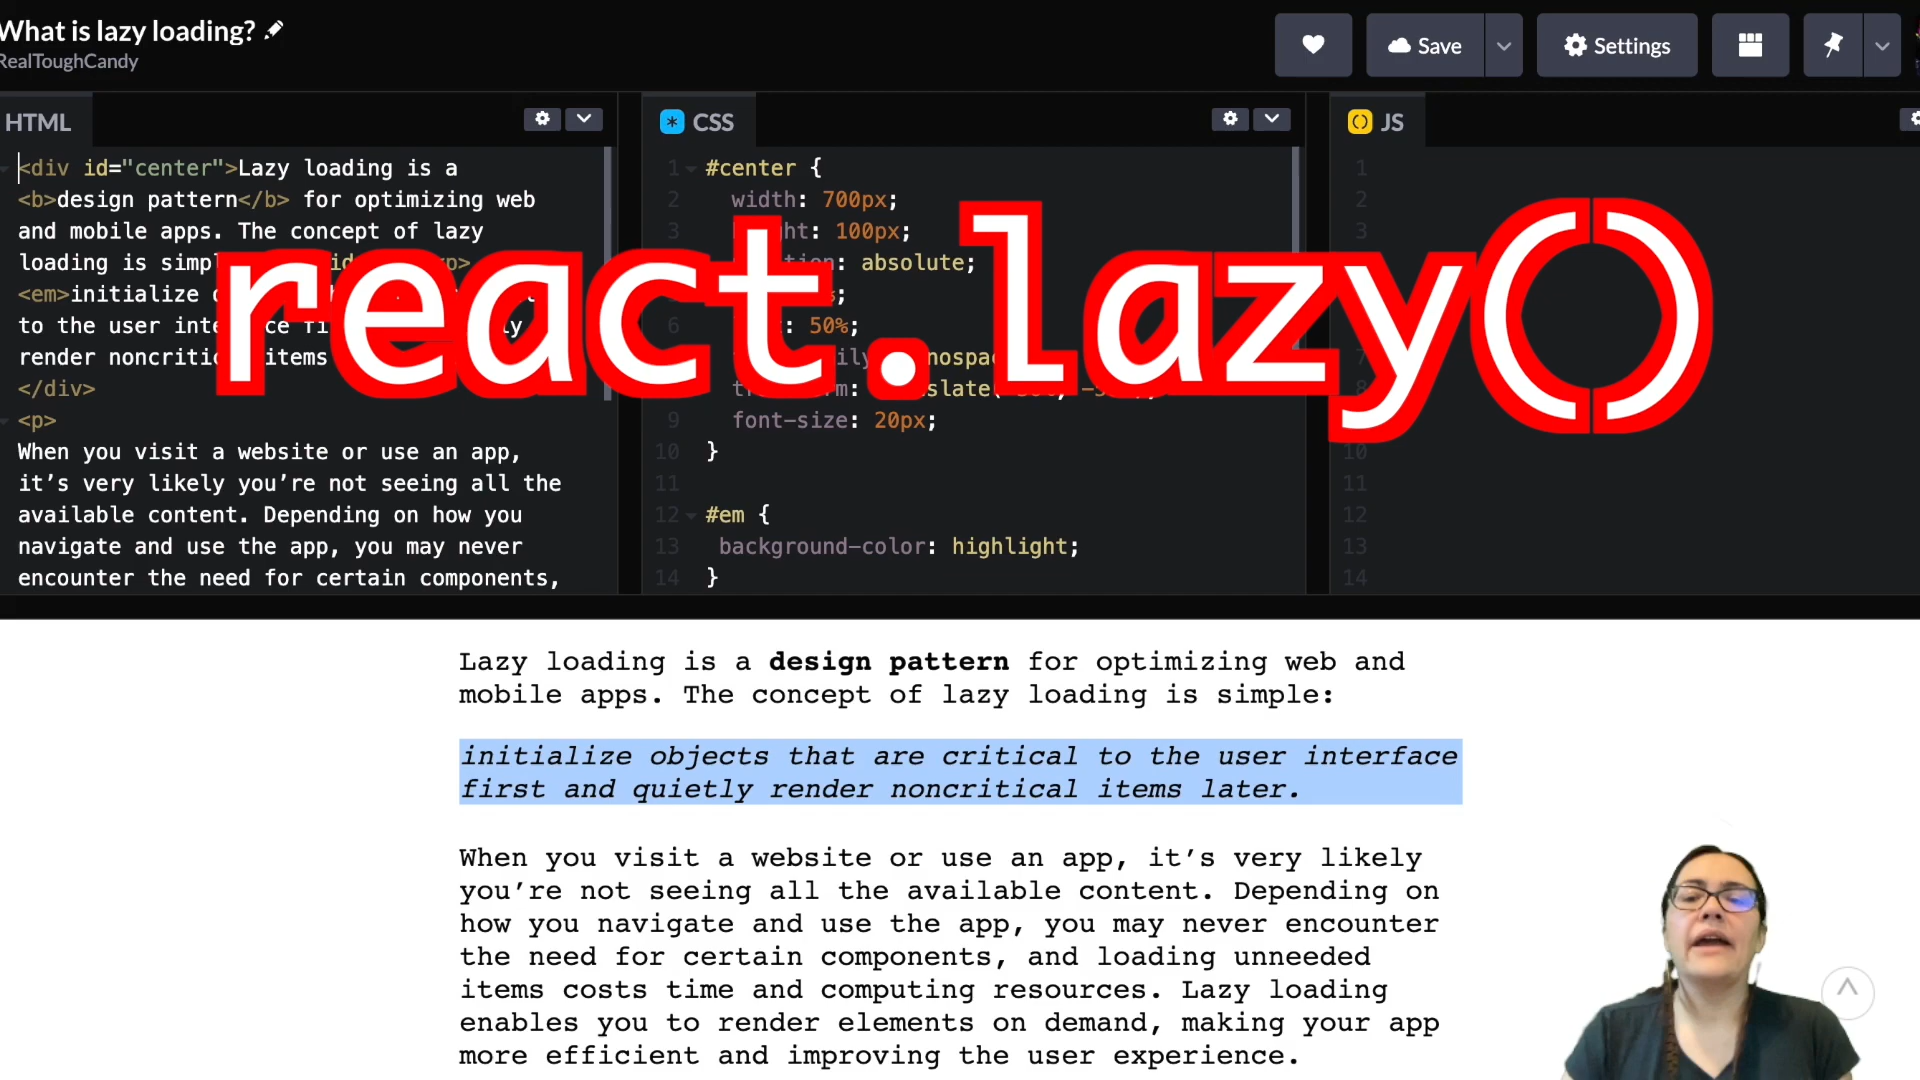 What is lazy loading?
RealToughCandy
Save
Settings
HTML
CSS
JS
<div id="center">Lazy loading is a
<b>design pattern</b> for optimizing web
and mobile apps. The concept of lazy
loading is
<em>initialize
to the user
render
</div>
<p>
When you visit a website or use an app,
it’s very likely you’re not seeing all the
available content. Depending on how you
navigate and use the app, you may never
encounter the need for certain components,
1 #center {
2 width: 700px;
3 100px;
absolute;
6 50%;
9 font-size: 20px;
10 }
11
12 #em {
13 background-color: highlight;
14 }
1
2
3
10
11
12
13
14
react.lazy()
Lazy loading is a design pattern for optimizing web and
mobile apps. The concept of lazy loading is simple:
initialize objects that are critical to the user interface
first and quietly render noncritical items later.
When you visit a website or use an app, it’s very likely
you’re not seeing all the available content. Depending on
how you navigate and use the app, you may never encounter
the need for certain components, and loading unneeded
items costs time and computing resources. Lazy loading
enables you to render elements on demand, making your app
more efficient and improving the user experience.